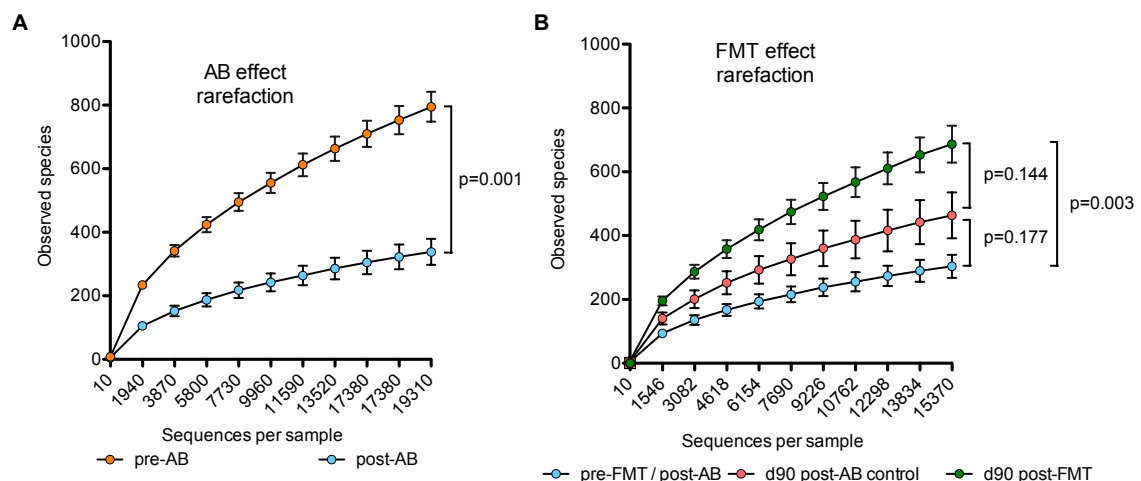 A
AB effect
rarefaction
Observed species
1000
800
600
400
200
0
10
1940
3870
5800
7730
9960
11590
13520
17380
17380
19310
p=0.001
Sequences per sample
pre-AB
post-AB
B
FMT effect
rarefaction
Observed species
1000
800
600
400
200
0
10
1546
3082
4618
6154
7690
9226
10762
12298
13834
15370
p=0.144
p=0.177
p=0.003
Sequences per sample
pre-FMT / post-AB
d90 post-AB control
d90 post-FMT